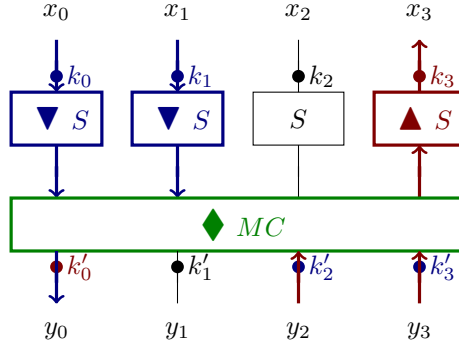 x₀ x₁ x₂ x₃
k₀ k₁ k₂ k₃
▼ S ▼ S S ▲ S
♦ MC
k′₀ k′₁ k′₂ k′₃
y₀ y₁ y₂ y₃